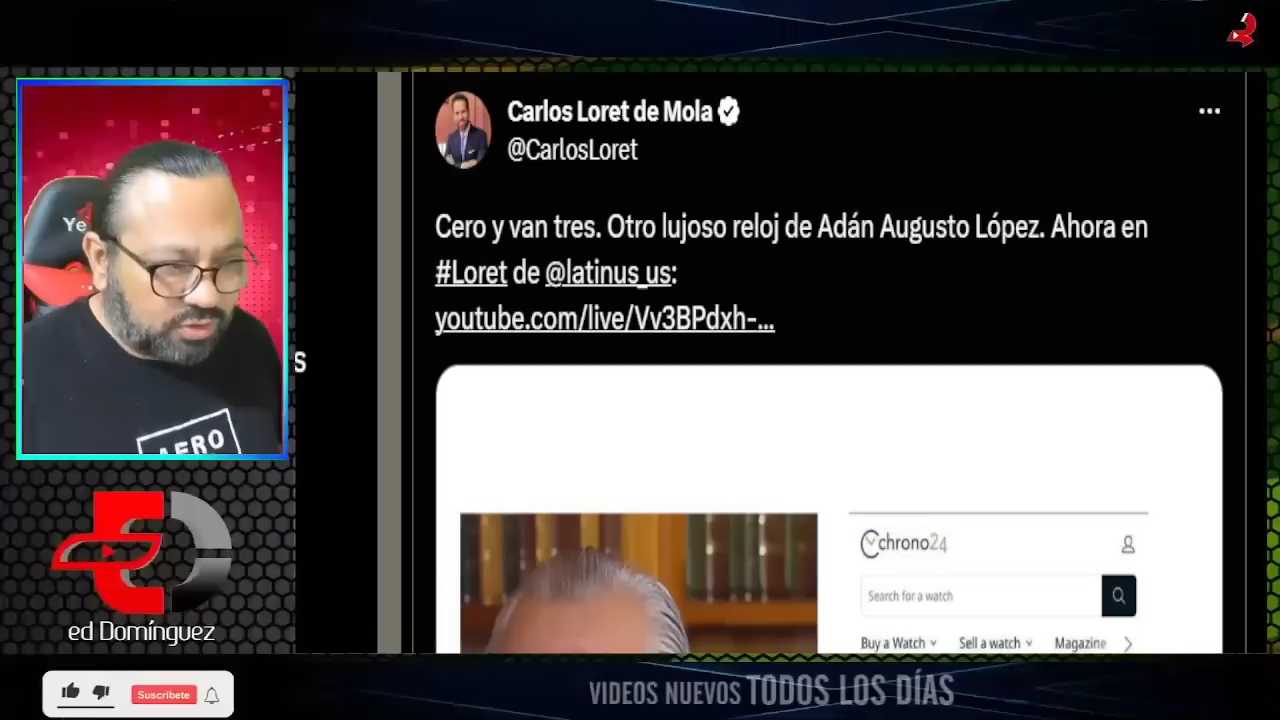 Carlos Loret de Mola
@CarlosLoret
Cero y van tres. Otro lujoso reloj de Adán Augusto López. Ahora en
#Loret de @latinus_us:
youtube.com/live/Vv3BPdxh-...
Ye
S
AERO
chrono24
Search for a watch
Buy a Watch
Sell a watch
Magazine
ed Domínguez
Suscríbete
VIDEOS NUEVOS TODOS LOS DÍAS